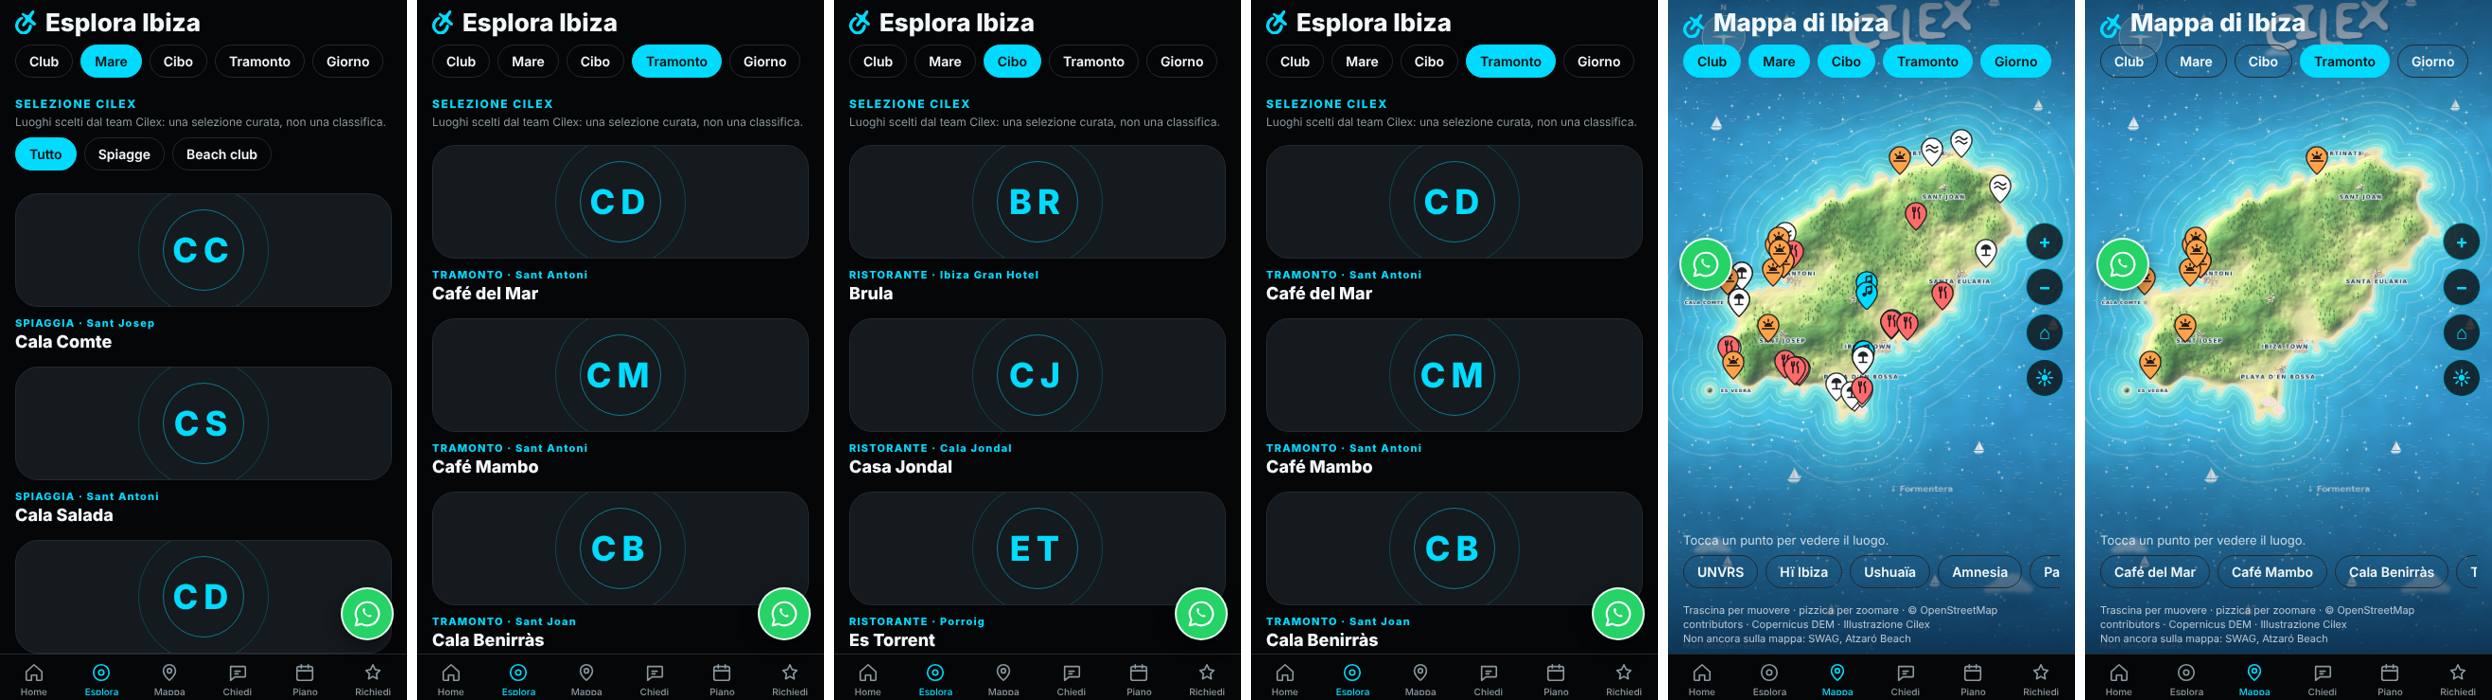 Esplora Ibiza
Club Mare Cibo Tramonto Giorno
SELEZIONE CILEX
Luoghi scelti dal team Cilex: una selezione curata, non una classifica.
Tutto Spiagge Beach club
CC
SPIAGGIA · Sant Josep
Cala Comte
CS
SPIAGGIA · Sant Antoni
Cala Salada
CD
Home Esplora Mappa Chiedi Piano Richiedi
Esplora Ibiza
Club Mare Cibo Tramonto Giorno
SELEZIONE CILEX
Luoghi scelti dal team Cilex: una selezione curata, non una classifica.
CD
TRAMONTO · Sant Antoni
Café del Mar
CM
TRAMONTO · Sant Antoni
Café Mambo
CB
TRAMONTO · Sant Joan
Cala Benirràs
Home Esplora Mappa Chiedi Piano Richiedi
Esplora Ibiza
Club Mare Cibo Tramonto Giorno
SELEZIONE CILEX
Luoghi scelti dal team Cilex: una selezione curata, non una classifica.
BR
RISTORANTE · Ibiza Gran Hotel
Brula
CJ
RISTORANTE · Cala Jondal
Casa Jondal
ET
RISTORANTE · Porroig
Es Torrent
Home Esplora Mappa Chiedi Piano Richiedi
Esplora Ibiza
Club Mare Cibo Tramonto Giorno
SELEZIONE CILEX
Luoghi scelti dal team Cilex: una selezione curata, non una classifica.
CD
TRAMONTO · Sant Antoni
Café del Mar
CM
TRAMONTO · Sant Antoni
Café Mambo
CB
TRAMONTO · Sant Joan
Cala Benirràs
Home Esplora Mappa Chiedi Piano Richiedi
CILEX
Mappa di Ibiza
Club Mare Cibo Tramonto Giorno
SANT JOAN
SANTA EULARIA
CALA COMTE
SANT JOSEP
ES VEDRA
↓ Formentera
Tocca un punto per vedere il luogo.
UNVRS Hï Ibiza Ushuaïa Amnesia Pa
Trascina per muovere · pizzica per zoomare · © OpenStreetMap
contributors · Copernicus DEM · Illustrazione Cilex
Non ancora sulla mappa: SWAG, Atzaró Beach
Home Esplora Mappa Chiedi Piano Richiedi
CILEX
Mappa di Ibiza
Club Mare Cibo Tramonto Giorno
SANT JOAN
SANTA EULARIA
CALA COMTE
SANT JOSEP
IBIZA TOWN
PLAYA D'EN BOSSA
ES VEDRA
↓ Formentera
Tocca un punto per vedere il luogo.
Café del Mar Café Mambo Cala Benirràs T
Trascina per muovere · pizzica per zoomare · © OpenStreetMap
contributors · Copernicus DEM · Illustrazione Cilex
Non ancora sulla mappa: SWAG, Atzaró Beach
Home Esplora Mappa Chiedi Piano Richiedi